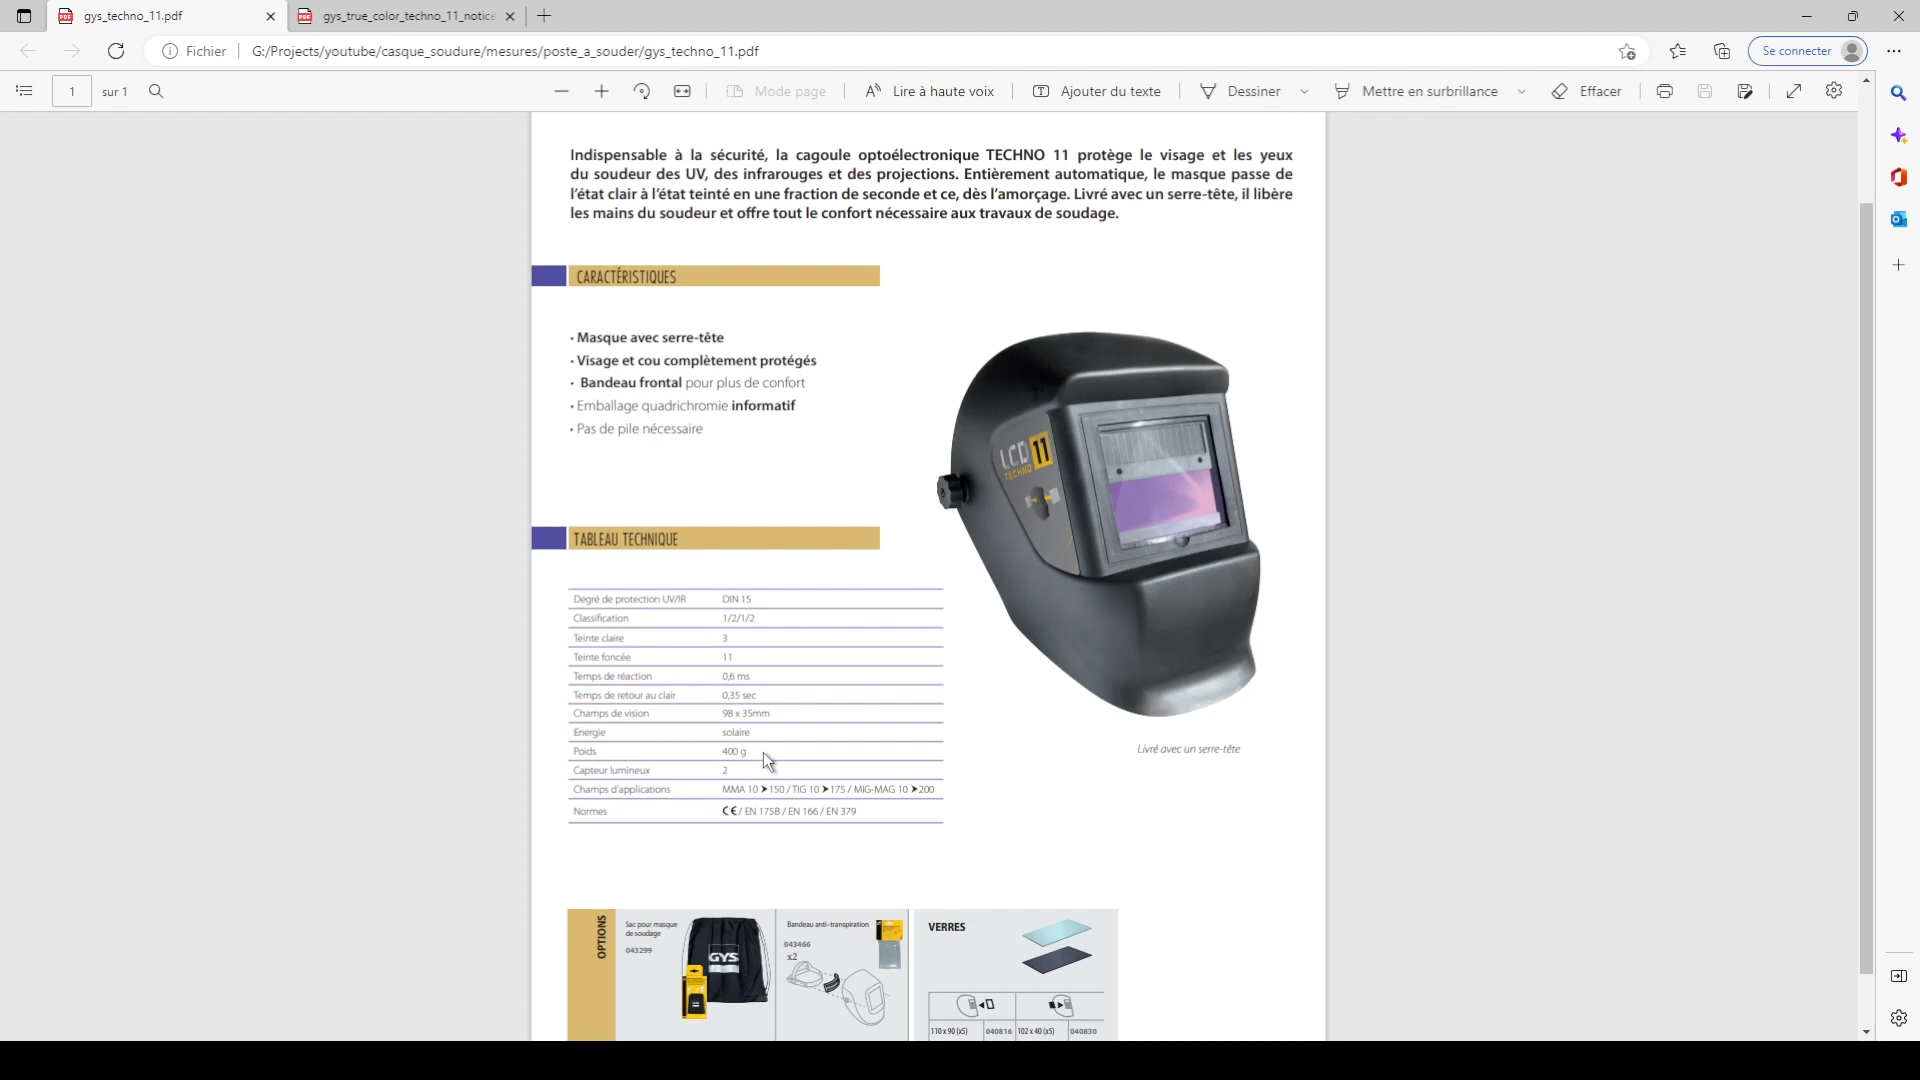 gys_techno_11.pdf
gys_true_color_techno_11_notice
Fichier
G:/Projects/youtube/casque_soudure/mesures/poste_a_souder/gys_techno_11.pdf
Se connecter
1 sur 1
Mode page
Lire à haute voix
Ajouter du texte
Dessiner
Mettre en surbrillance
Effacer
Indispensable à la sécurité, la cagoule optoélectronique TECHNO 11 protège le visage et les yeux
du soudeur des UV, des infrarouges et des projections. Entièrement automatique, le masque passe de
l'état clair à l'état teinté en une fraction de seconde et ce, dès l'amorçage. Livré avec un serre-tête, il libère
les mains du soudeur et offre tout le confort nécessaire aux travaux de soudage.
CARACTÉRISTIQUES
· Masque avec serre-tête
· Visage et cou complètement protégés
· Bandeau frontal pour plus de confort
· Emballage quadrichromie informatif
· Pas de pile nécessaire
LCD 11
TECHNO
TABLEAU TECHNIQUE
Degré de protection UV/IR DIN 15
Classification 1/2/1/2
Teinte claire 3
Teinte foncée 11
Temps de réaction 0,6 ms
Temps de retour au clair 0,35 sec
Champs de vision 98 x 35mm
Energie solaire
Poids 400 g
Capteur lumineux 2
Champs d'applications MMA 10 ➤ 150 / TIG 10 ➤ 175 / MIG-MAG 10 ➤ 200
Normes CE / EN 175B / EN 166 / EN 379
Livré avec un serre-tête
OPTIONS
Sac pour masque
de soudage
043299
GYS
Bandeau anti-transpiration
043466
x2
VERRES
110 x 90 (x5) 040816 102 x 40 (x5) 040830